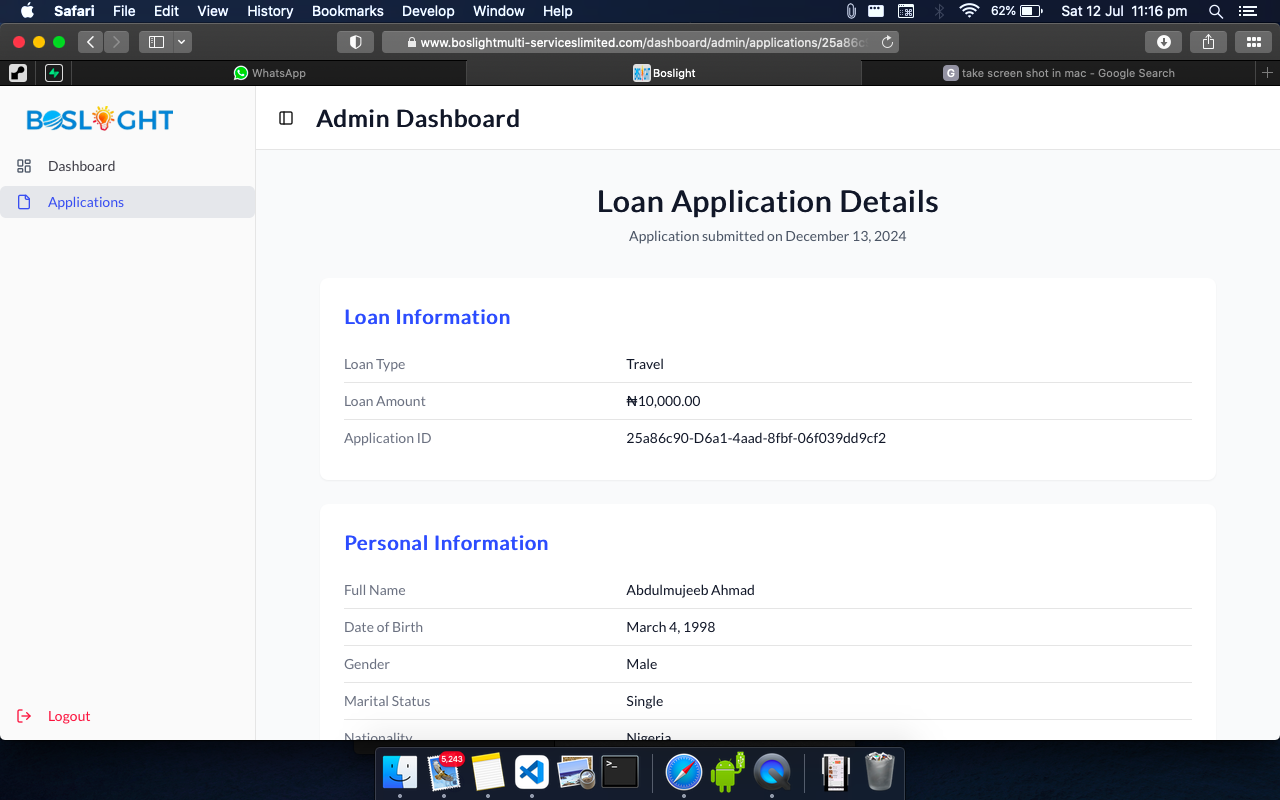 Safari File Edit View History Bookmarks Develop Window Help 62% Sat 12 Jul 11:16 pm
www.boslightmulti-serviceslimited.com/dashboard/admin/applications/25a86c
WhatsApp Boslight G take screen shot in mac - Google Search
BOSLIGHT
Admin Dashboard
Dashboard
Applications
Loan Application Details
Application submitted on December 13, 2024
Loan Information
Loan Type Travel
Loan Amount ₦10,000.00
Application ID 25a86c90-D6a1-4aad-8fbf-06f039dd9cf2
Personal Information
Full Name Abdulmujeeb Ahmad
Date of Birth March 4, 1998
Gender Male
Marital Status Single
Nationality Nigeria
Logout
5,243